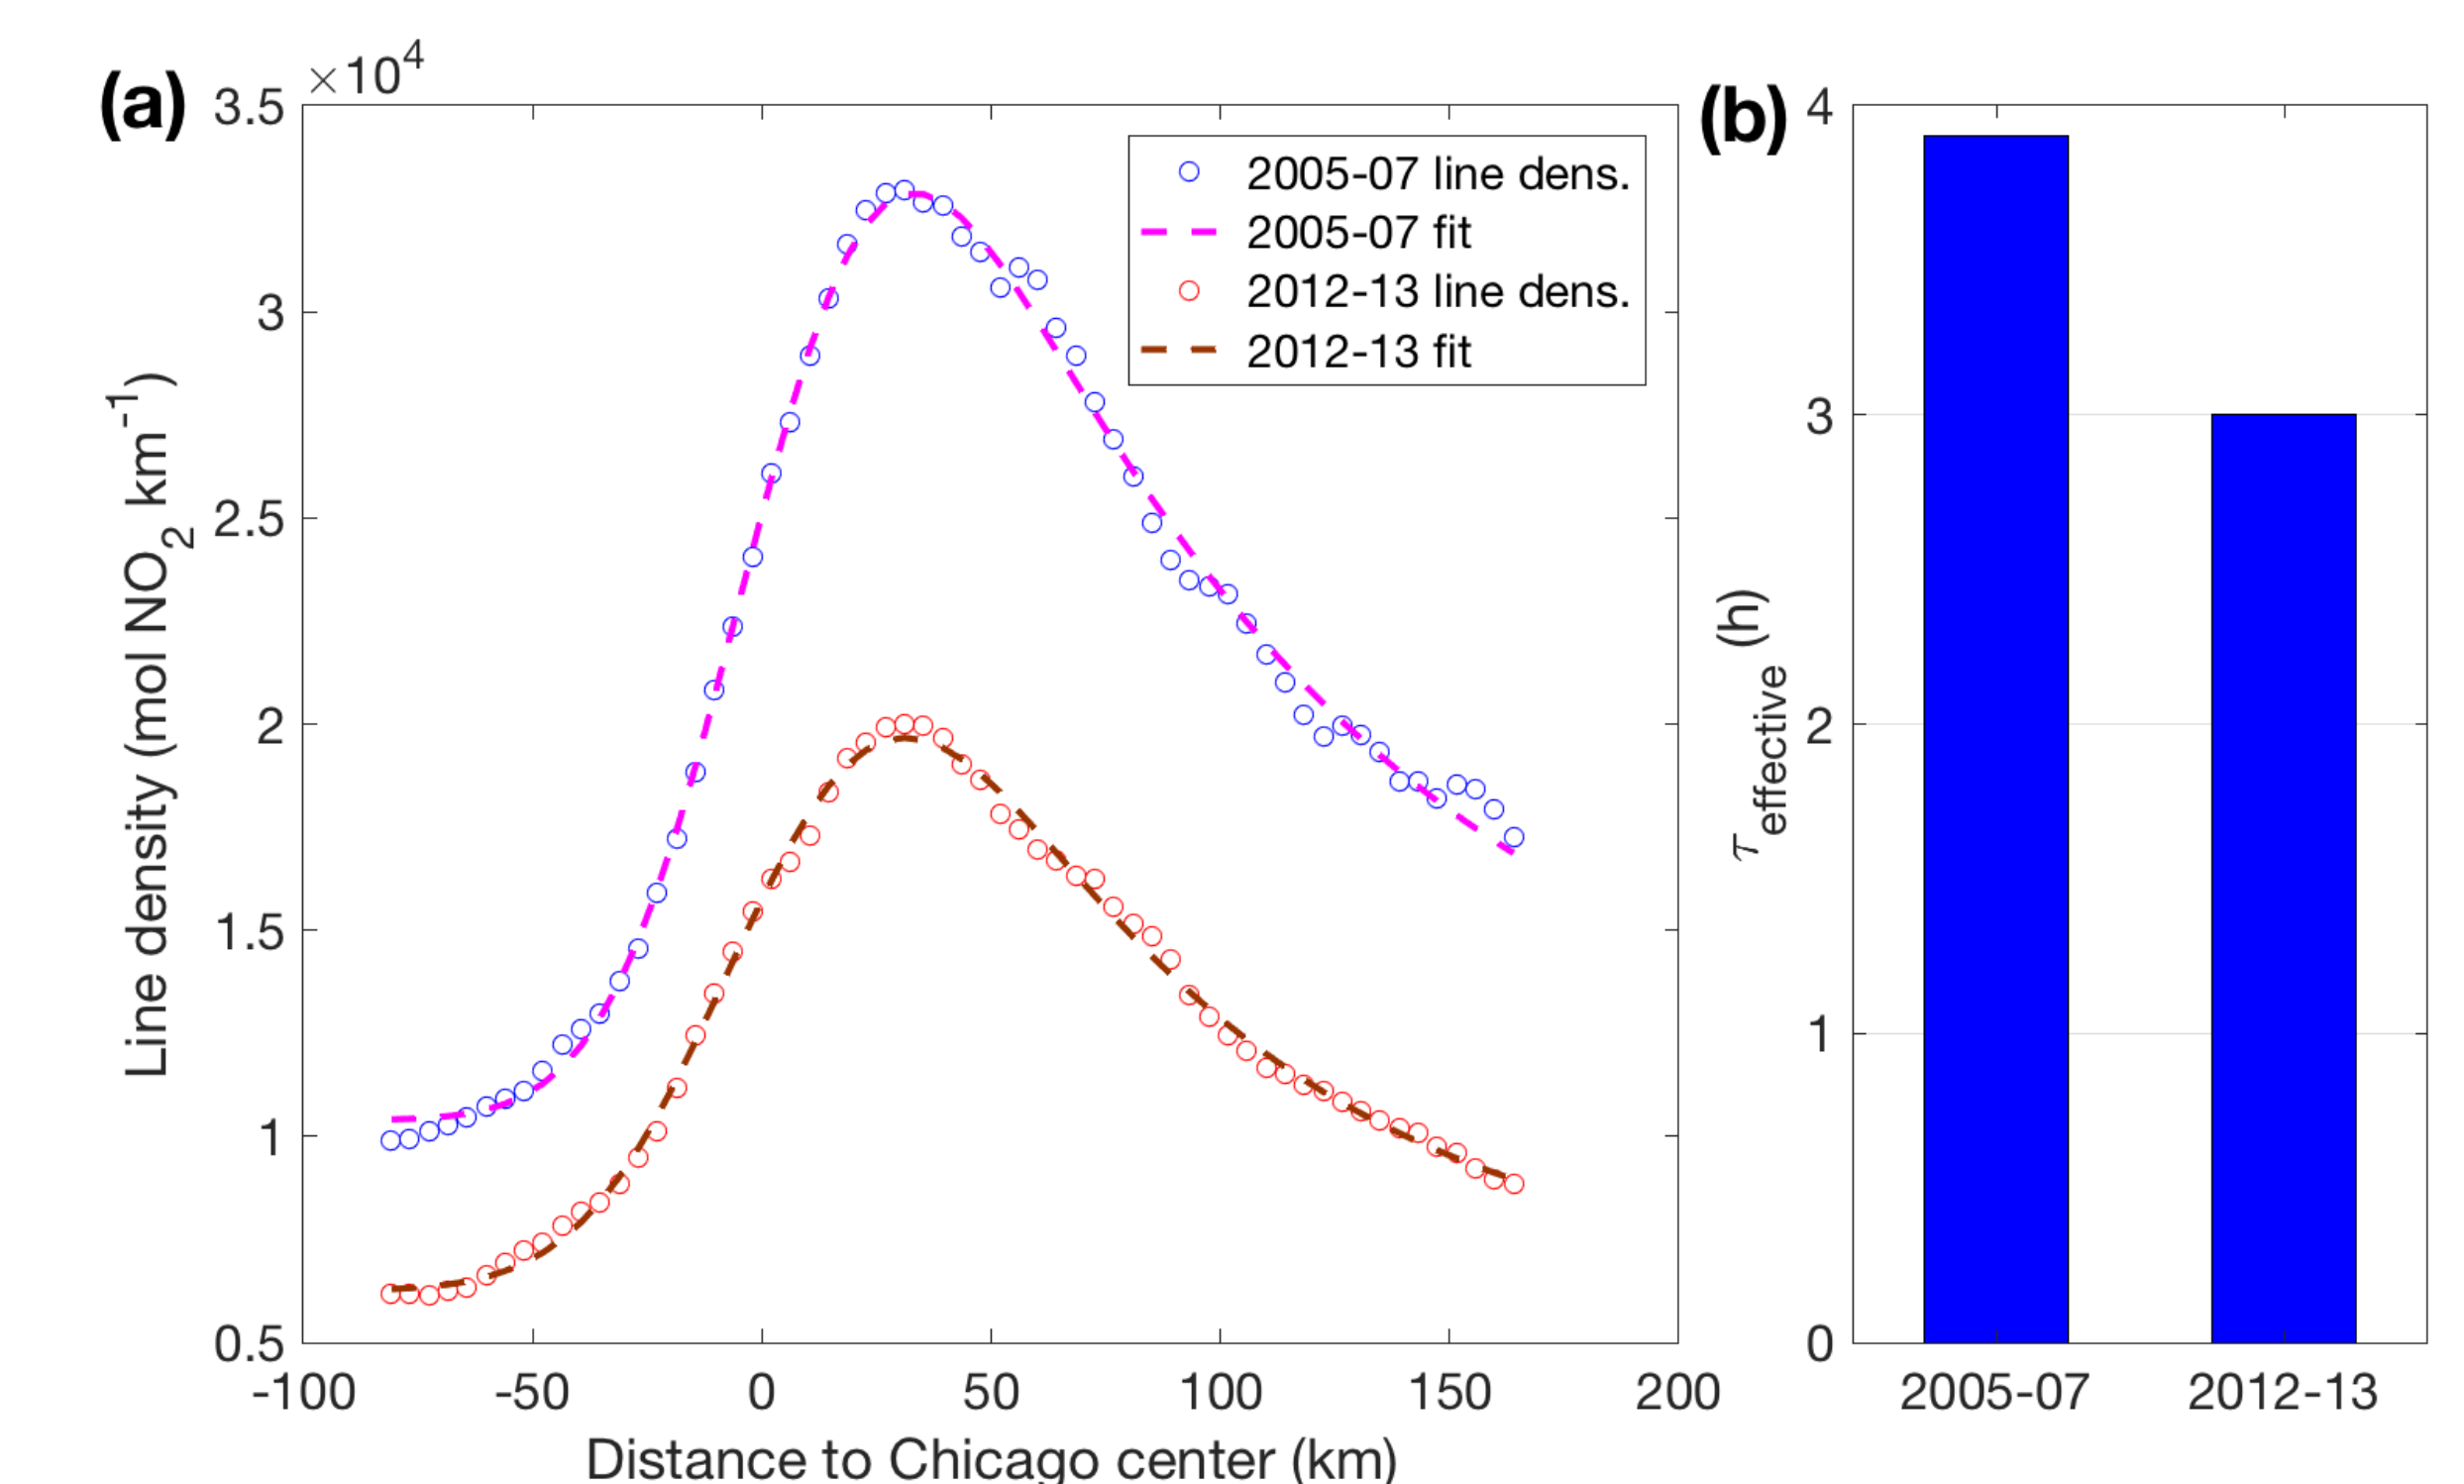 (a)
×10⁴
3.5
3
2.5
2
1.5
1
0.5
Line density (mol NO₂ km⁻¹)
-100 -50 0 50 100 150 200
Distance to Chicago center (km)
2005-07 line dens.
2005-07 fit
2012-13 line dens.
2012-13 fit
(b)
4
3
2
1
0
τeffective (h)
2005-07 2012-13